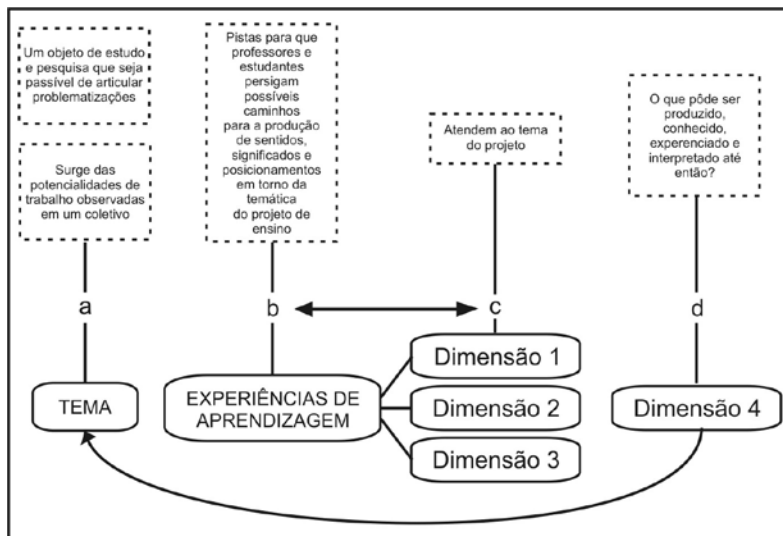 Um objeto de estudo
e pesquisa que seja
passível de articular
problematizações
Surge das
potencialidades de
trabalho observadas
em um coletivo
a
TEMA
Pistas para que
professores e
estudantes
persigam
possíveis
caminhos
para a produção
de sentidos,
significados e
posicionamentos
em torno da
temática
do projeto de
ensino
b
EXPERIÊNCIAS DE
APRENDIZAGEM
Atendem ao tema
do projeto
c
Dimensão 1
Dimensão 2
Dimensão 3
O que pôde ser
produzido,
conhecido,
experenciado e
interpretado até
então?
d
Dimensão 4